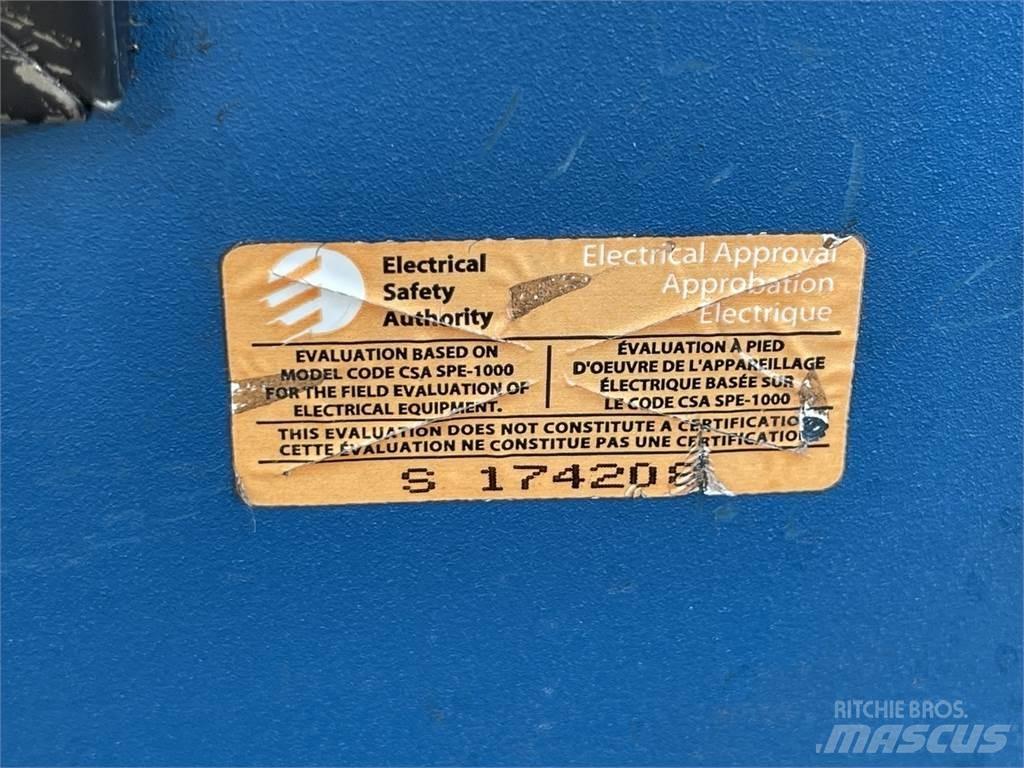 Electrical
Safety
Authority
Electrical Approval
Approbation
Électrique
EVALUATION BASED ON
MODEL CODE CSA SPE-1000
FOR THE FIELD EVALUATION OF
ELECTRICAL EQUIPMENT.
ÉVALUATION À PIED
D'OEUVRE DE L'APPAREILLAGE
ÉLECTRIQUE BASÉE SUR
LE CODE CSA SPE-1000
THIS EVALUATION DOES NOT CONSTITUTE A CERTIFICATION
CETTE ÉVALUATION NE CONSTITUE PAS UNE CERTIFICATION
S
RITCHIE BROS.
MASCUS